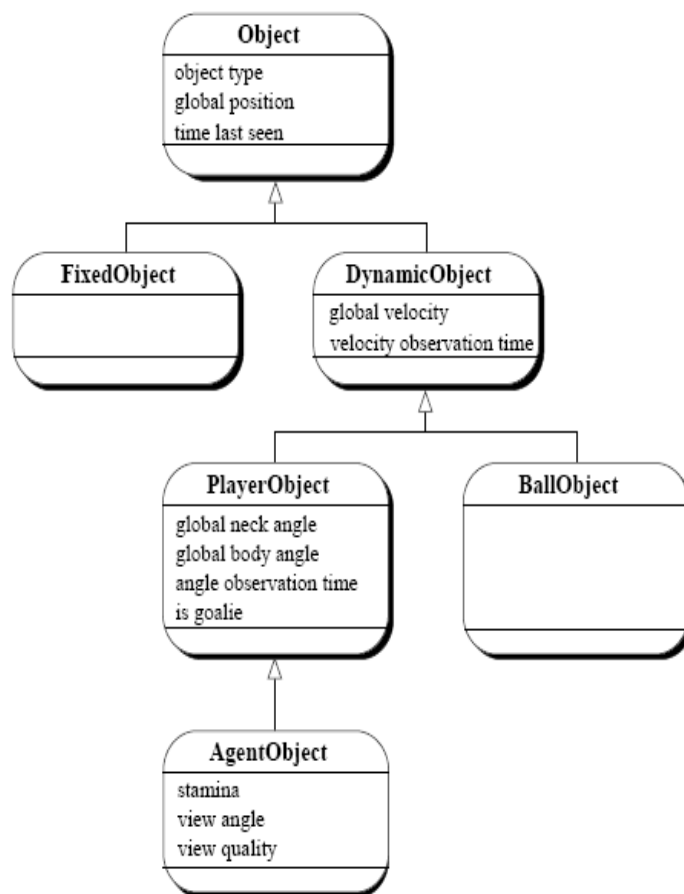 Object
object type
global position
time last seen
FixedObject
DynamicObject
global velocity
velocity observation time
PlayerObject
global neck angle
global body angle
angle observation time
is goalie
BallObject
AgentObject
stamina
view angle
view quality